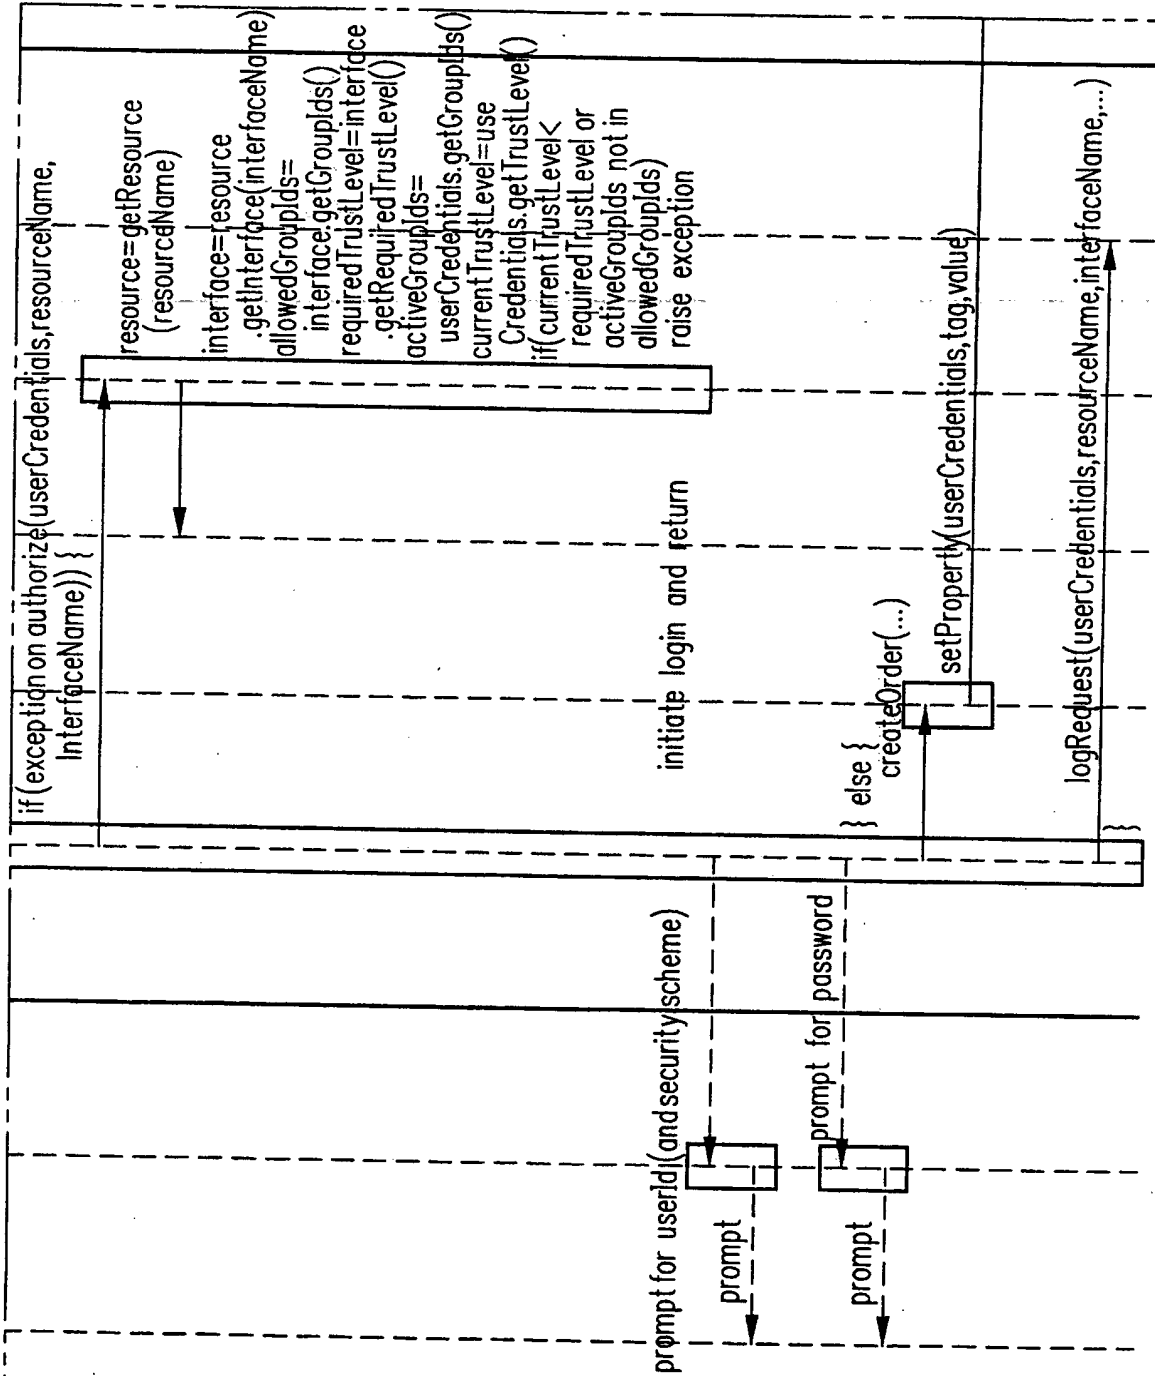 if(exception on authorize(userCredentials,resourceName,
InterfaceName)) {
resource=getResource
(resourceName)
interface=resource
.getInterface(interfaceName)
allowedGroupIds=
interface.getGroupIds()
requiredTrustLevel=interface
.getRequiredTrustLevel()
activeGroupIds=
userCredentials.getGroupIds()
currentTrustLevel=use
Credentials.getTrustLevel()
if(currentTrustLevel<
requiredTrustLevel or
activeGroupIds not in
allowedGroupIds)
raise exception
initiate login and return
prompt for userId (and security scheme)
prompt
prompt for password
prompt
} else {
createOrder(...)
setProperty(userCredentials,tag,value)
logRequest(userCredentials,resourceName,interfaceName,...)
}